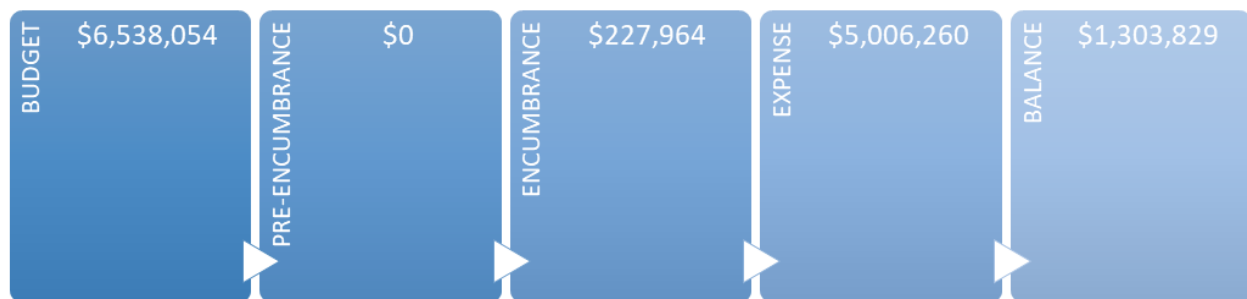 BUDGET
$6,538,054
PRE-ENCUMBRANCE
$0
ENCUMBRANCE
$227,964
EXPENSE
$5,006,260
BALANCE
$1,303,829